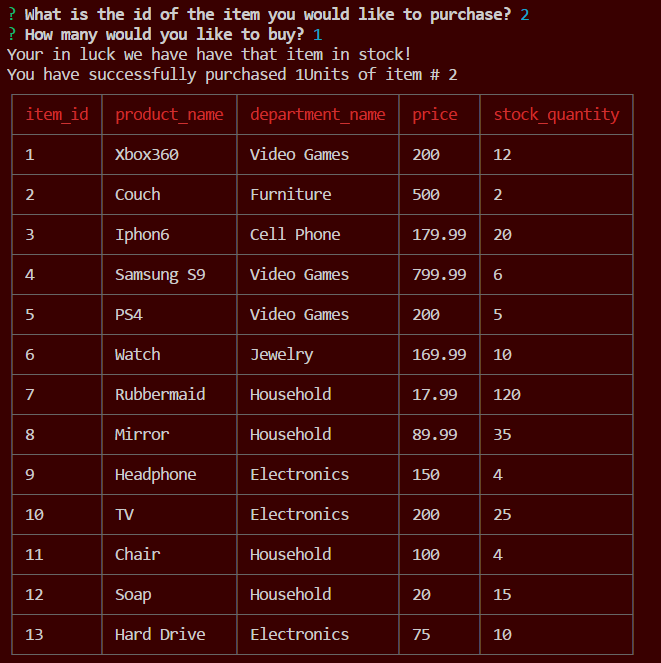 ? What is the id of the item you would like to purchase? 2
? How many would you like to buy? 1
Your in luck we have have that item in stock!
You have successfully purchased 1Units of item # 2
item_id product_name department_name price stock_quantity
1 Xbox360 Video Games 200 12
2 Couch Furniture 500 2
3 Iphon6 Cell Phone 179.99 20
4 Samsung S9 Video Games 799.99 6
5 PS4 Video Games 200 5
6 Watch Jewelry 169.99 10
7 Rubbermaid Household 17.99 120
8 Mirror Household 89.99 35
9 Headphone Electronics 150 4
10 TV Electronics 200 25
11 Chair Household 100 4
12 Soap Household 20 15
13 Hard Drive Electronics 75 10